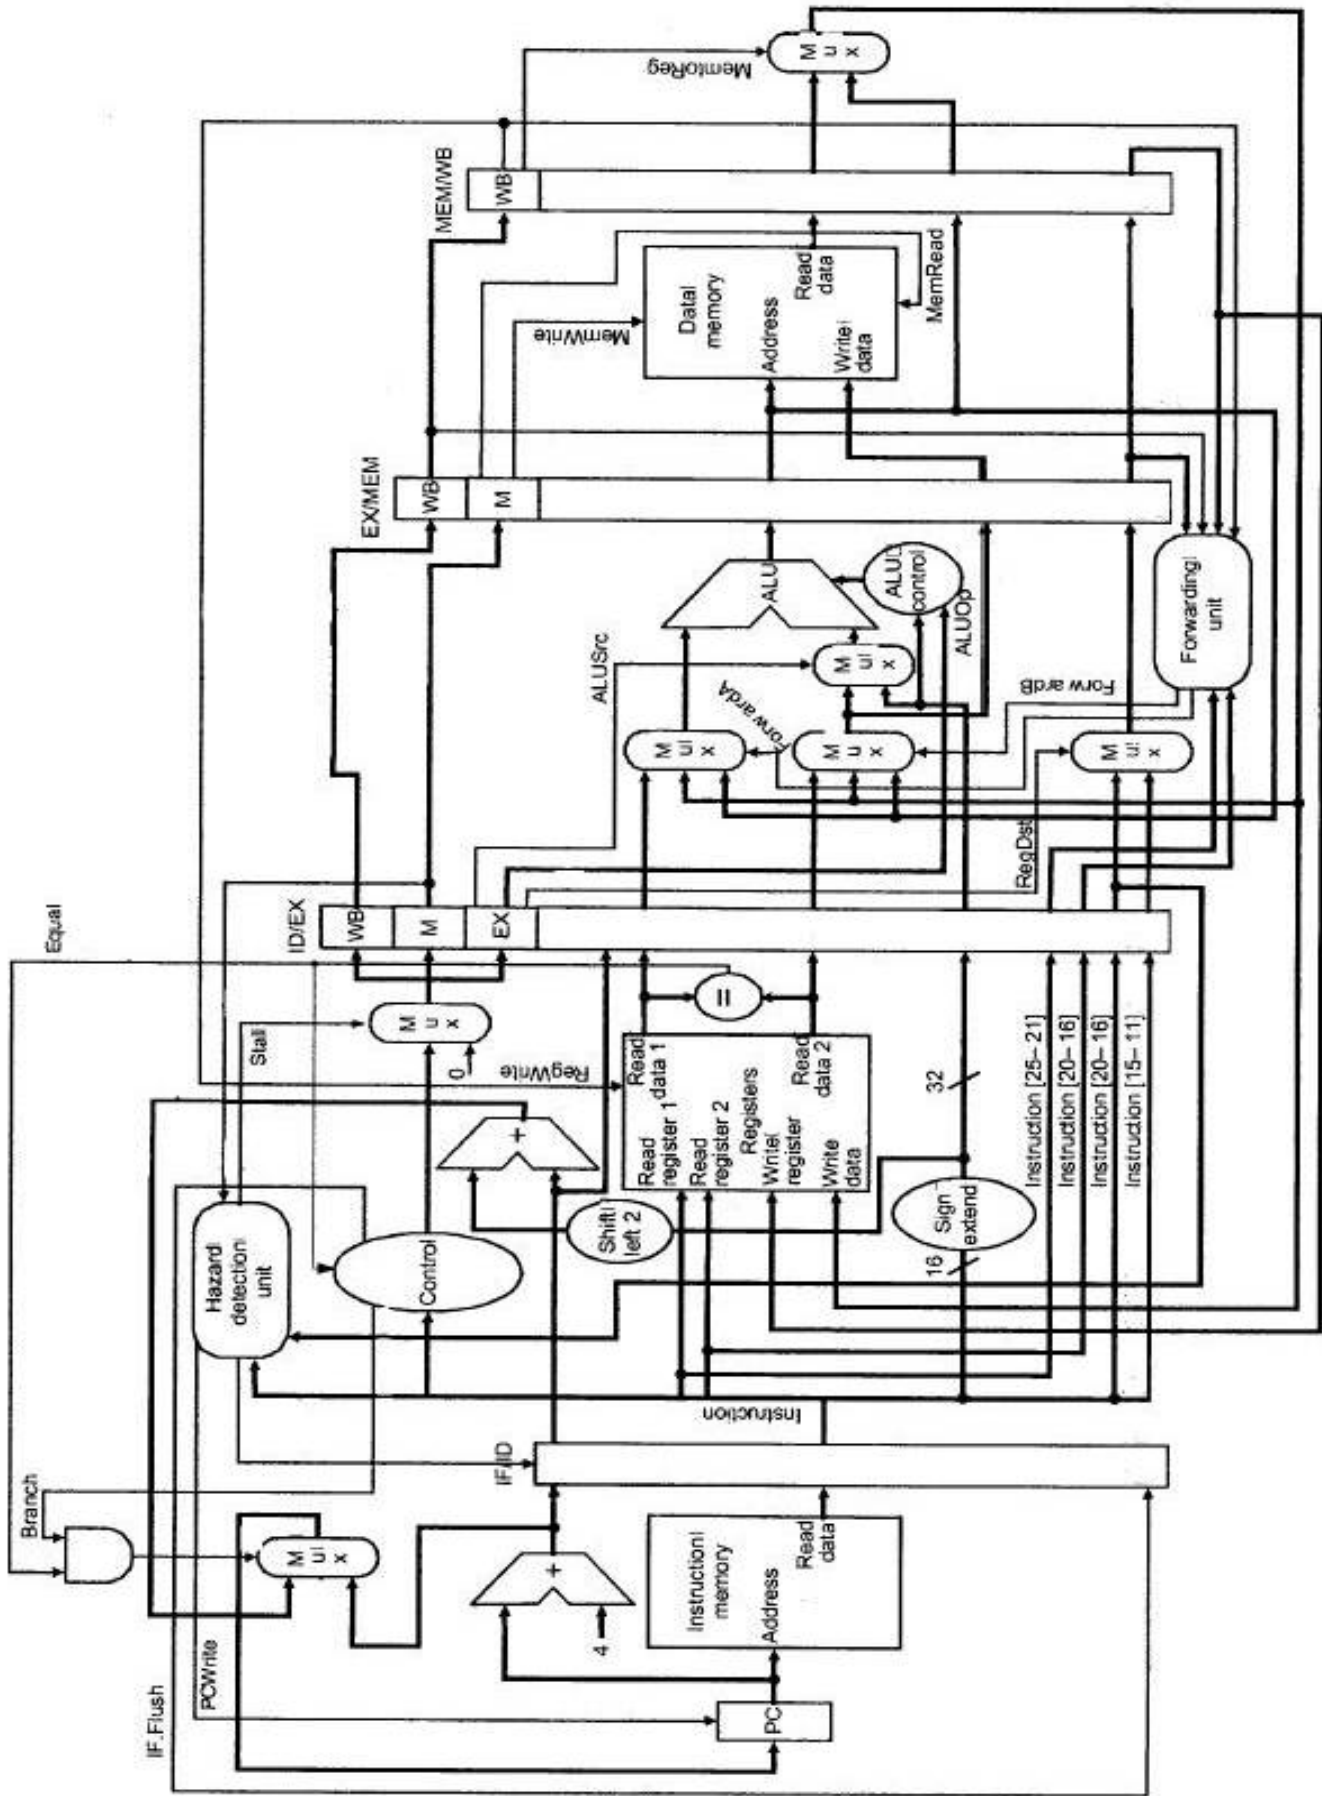 Branch
Equal
IF.Flush
PCWrite
Hazard
detection
unit
Stall
ID/EX
WB
M
EX
EX/MEM
WB
M
MEM/WB
WB
Control
M
u
x
0
M
u
x
IF/ID
+
4
+
Shift
left 2
RegWrite
PC
Instruction
memory
Address
Read
data
Instruction
Read
register 1
Read
register 2
Registers
Write
register
Write
data
Read
data 1
Read
data 2
=
Sign
extend
16
32
Instruction [25– 21]
Instruction [20– 16]
Instruction [20– 16]
Instruction [15– 11]
RegDst
ALUSrc
M
u
x
ForwardA
M
u
x
M
u
x
ALU
ALU
control
ALUOp
M
u
x
ForwardB
Forwarding
unit
MemWrite
Data
memory
Address
Read
data
Write
data
MemRead
MemtoReg
M
u
x